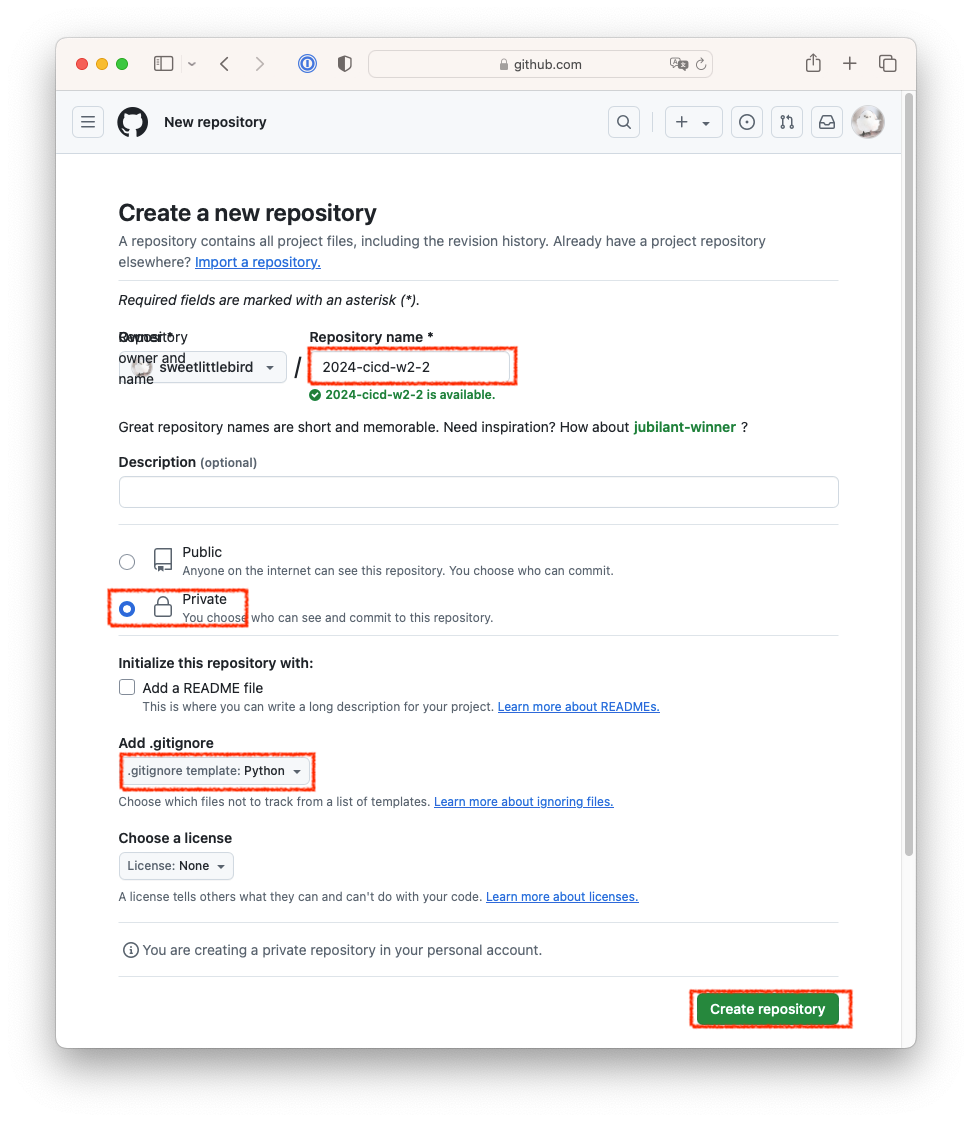 github.com
New repository
Create a new repository
A repository contains all project files, including the revision history. Already have a project repository
elsewhere? Import a repository.
Required fields are marked with an asterisk (*).
Owner *
Repository
owner and
name
sweetlittlebird
/
Repository name *
2024-cicd-w2-2
2024-cicd-w2-2 is available.
Great repository names are short and memorable. Need inspiration? How about jubilant-winner ?
Description (optional)
Public
Anyone on the internet can see this repository. You choose who can commit.
Private
You choose who can see and commit to this repository.
Initialize this repository with:
Add a README file
This is where you can write a long description for your project. Learn more about READMEs.
Add .gitignore
.gitignore template: Python
Choose which files not to track from a list of templates. Learn more about ignoring files.
Choose a license
License: None
A license tells others what they can and can't do with your code. Learn more about licenses.
You are creating a private repository in your personal account.
Create repository